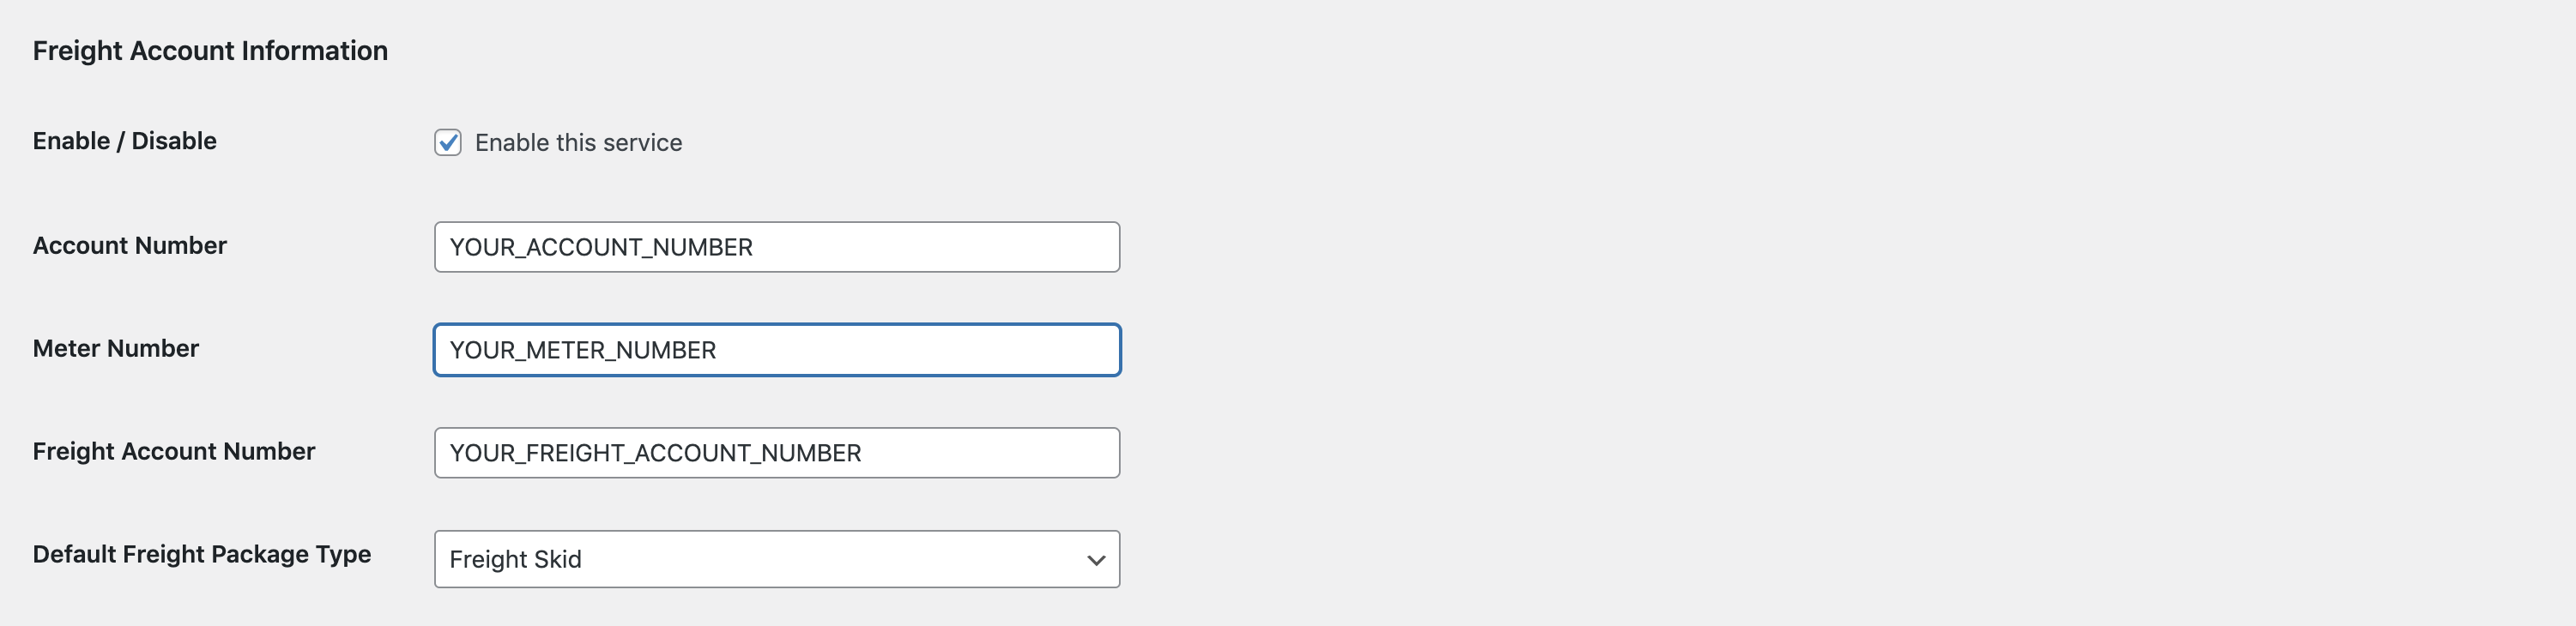 Freight Account Information
Enable / Disable
Enable this service
Account Number
YOUR_ACCOUNT_NUMBER
Meter Number
YOUR_METER_NUMBER
Freight Account Number
YOUR_FREIGHT_ACCOUNT_NUMBER
Default Freight Package Type
Freight Skid